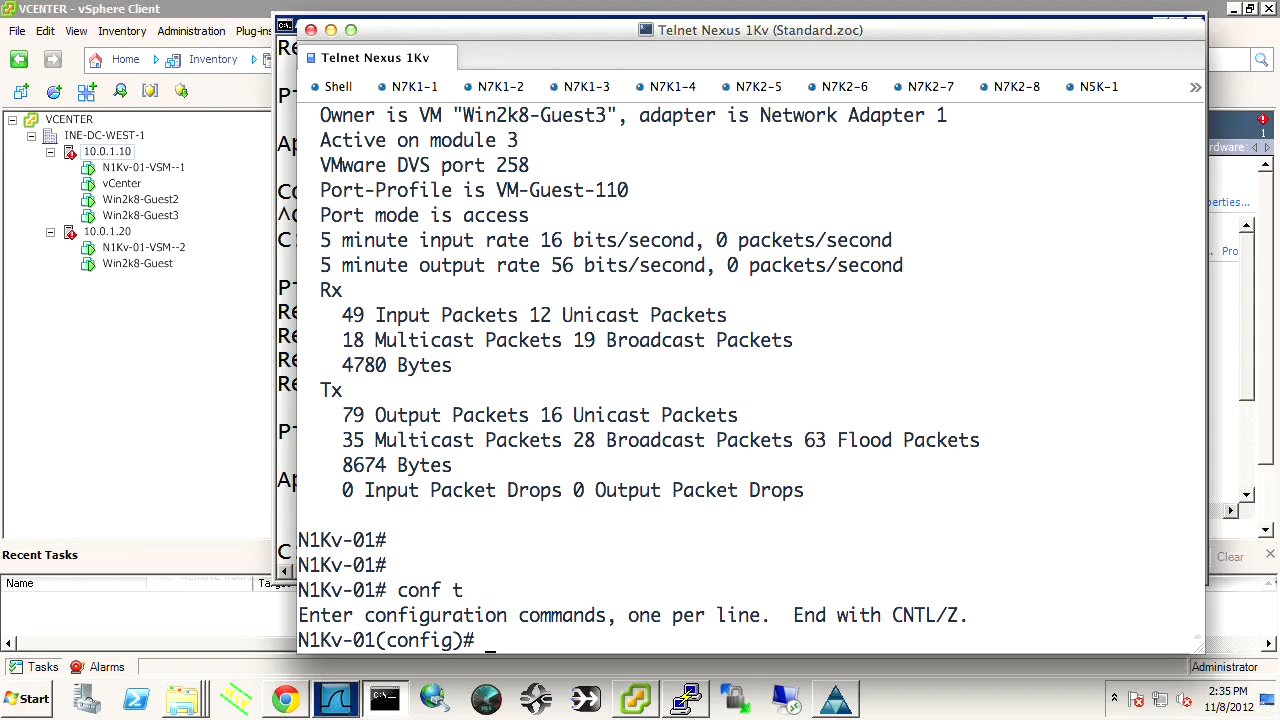 VCENTER - vSphere Client
File Edit View Inventory Administration Plug-ins
Home Inventory
VCENTER
INE-DC-WEST-1
10.0.1.10
N1Kv-01-VSM--1
vCenter
Win2k8-Guest2
Win2k8-Guest3
10.0.1.20
N1Kv-01-VSM--2
Win2k8-Guest
Telnet Nexus 1Kv (Standard.zoc)
Telnet Nexus 1Kv
Shell N7K1-1 N7K1-2 N7K1-3 N7K1-4 N7K2-5 N7K2-6 N7K2-7 N7K2-8 N5K-1 »
Owner is VM "Win2k8-Guest3", adapter is Network Adapter 1
Active on module 3
VMware DVS port 258
Port-Profile is VM-Guest-110
Port mode is access
5 minute input rate 16 bits/second, 0 packets/second
5 minute output rate 56 bits/second, 0 packets/second
Rx
49 Input Packets 12 Unicast Packets
18 Multicast Packets 19 Broadcast Packets
4780 Bytes
Tx
79 Output Packets 16 Unicast Packets
35 Multicast Packets 28 Broadcast Packets 63 Flood Packets
8674 Bytes
0 Input Packet Drops 0 Output Packet Drops
N1Kv-01#
N1Kv-01#
N1Kv-01# conf t
Enter configuration commands, one per line. End with CNTL/Z.
N1Kv-01(config)#
Recent Tasks
Clear
Name
Tasks Alarms
Administrator
Start
2:35 PM
11/8/2012